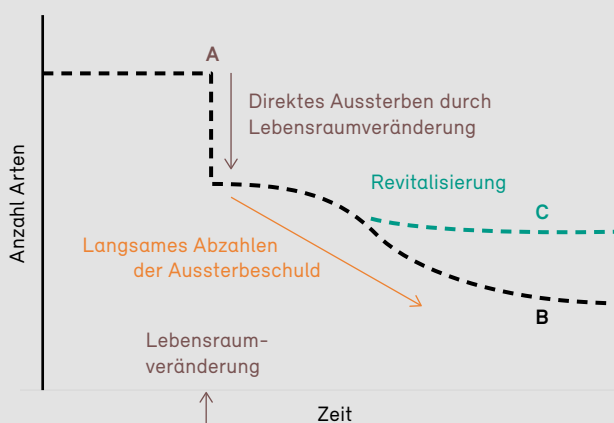 A
Direktes Aussterben durch
Lebensraumveränderung
Anzahl Arten
Revitalisierung
C
Langsames Abzahlen
der Aussterbeschuld
B
Lebensraum-
veränderung
Zeit